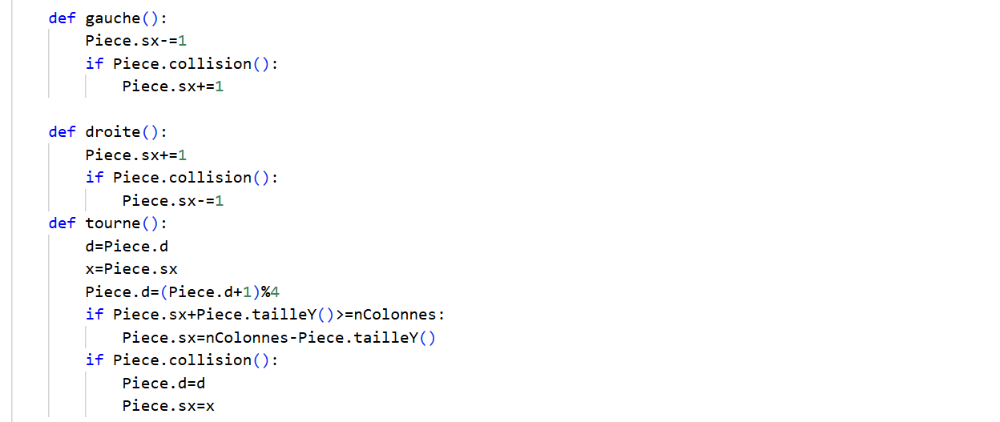 def gauche():
    Piece.sx-=1
    if Piece.collision():
        Piece.sx+=1

def droite():
    Piece.sx+=1
    if Piece.collision():
        Piece.sx-=1
def tourne():
    d=Piece.d
    x=Piece.sx
    Piece.d=(Piece.d+1)%4
    if Piece.sx+Piece.tailleY()>=nColonnes:
        Piece.sx=nColonnes-Piece.tailleY()
    if Piece.collision():
        Piece.d=d
        Piece.sx=x